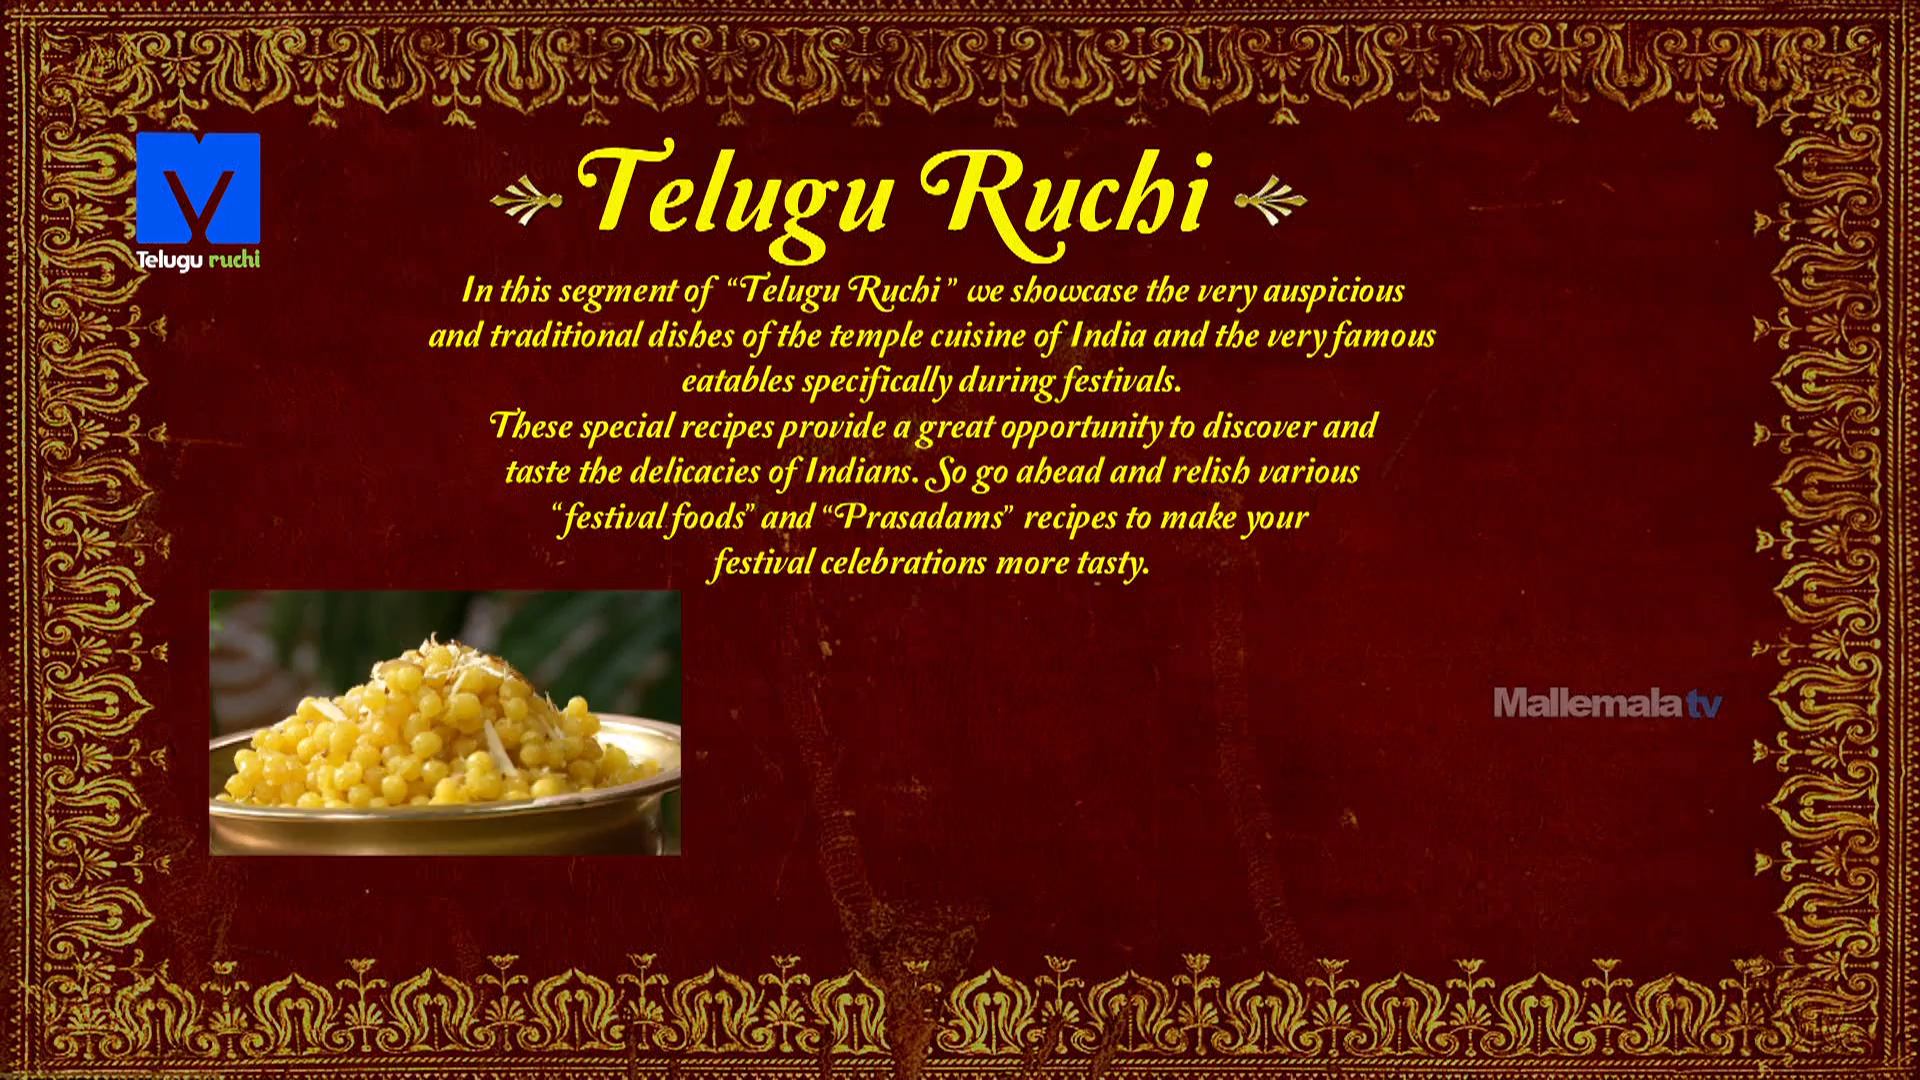 Telugu Ruchi
Telugu ruchi
In this segment of “Telugu Ruchi ” we showcase the very auspicious
and traditional dishes of the temple cuisine of India and the very famous
eatables specifically during festivals.
These special recipes provide a great opportunity to discover and
taste the delicacies of Indians. So go ahead and relish various
“festival foods” and “Prasadams” recipes to make your
festival celebrations more tasty.
Mallemala tv